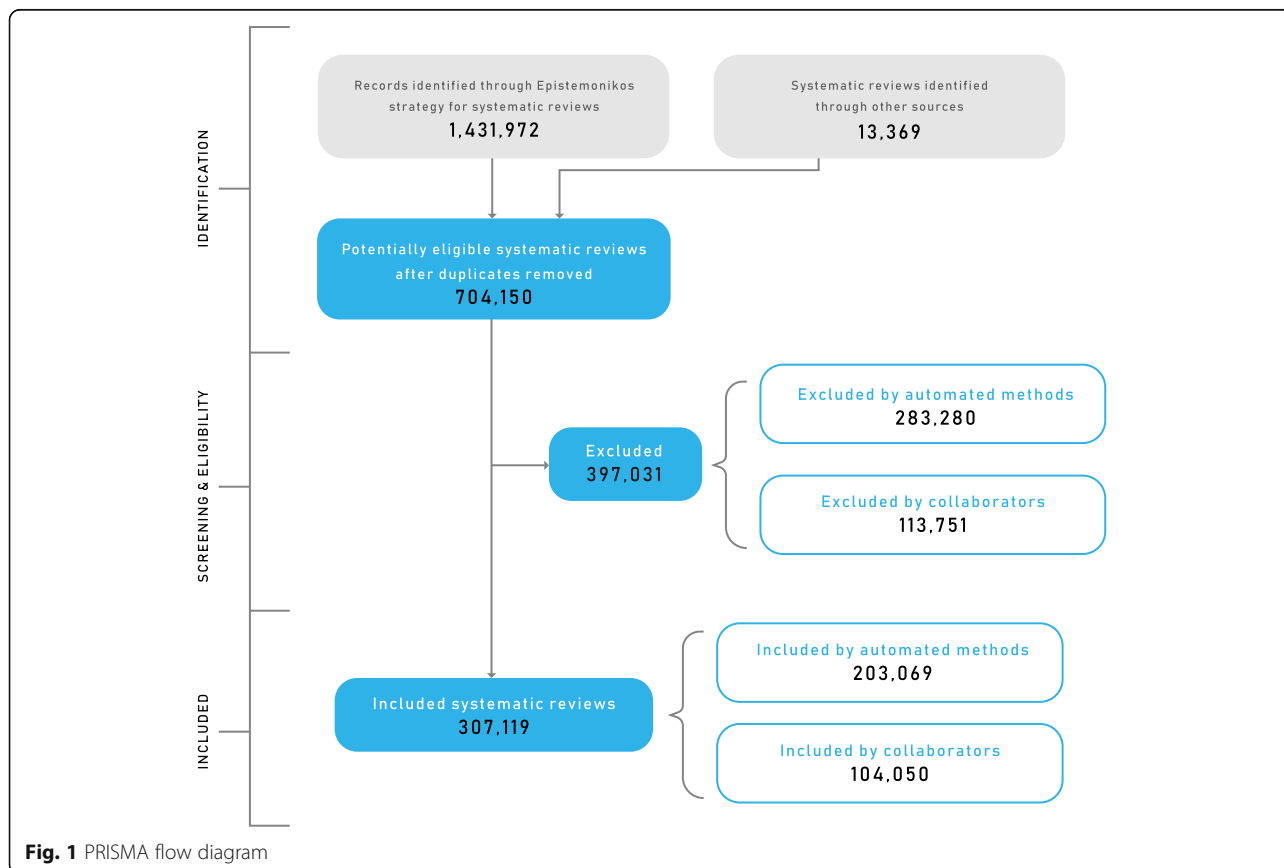 IDENTIFICATION
Records identified through Epistemonikos
strategy for systematic reviews
1,431,972
Systematic reviews identified
through other sources
13,369
Potentially eligible systematic reviews
after duplicates removed
704,150
SCREENING & ELIGIBILITY
Excluded
397,031
Excluded by automated methods
283,280
Excluded by collaborators
113,751
INCLUDED
Included systematic reviews
307,119
Included by automated methods
203,069
Included by collaborators
104,050
Fig. 1 PRISMA flow diagram